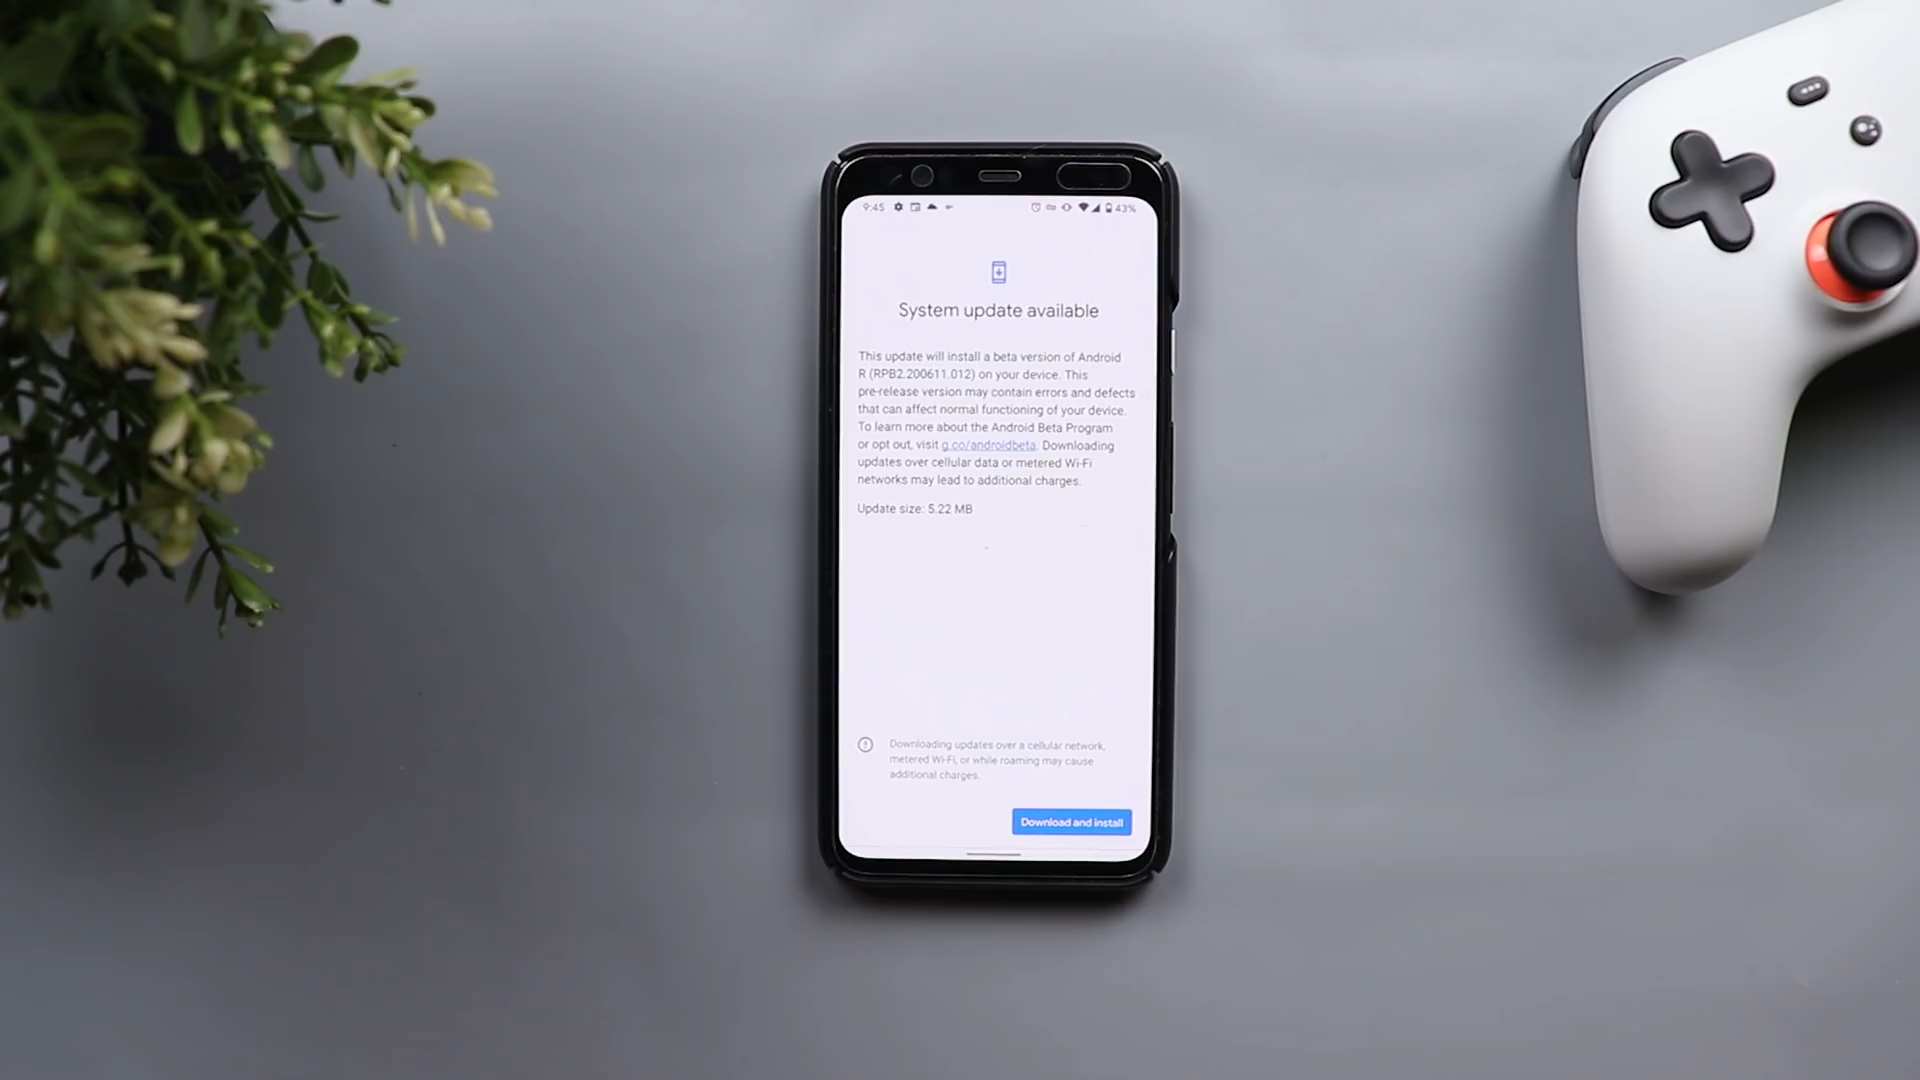 9:45 43%
System update available
This update will install a beta version of Android
R (RPB2.200611.012) on your device. This
pre-release version may contain errors and defects
that can affect normal functioning of your device.
To learn more about the Android Beta Program
or opt out, visit g.co/androidbeta. Downloading
updates over cellular data or metered Wi-Fi
networks may lead to additional charges.
Update size: 5.22 MB
Downloading updates over a cellular network,
metered Wi-Fi, or while roaming may cause
additional charges.
Download and install